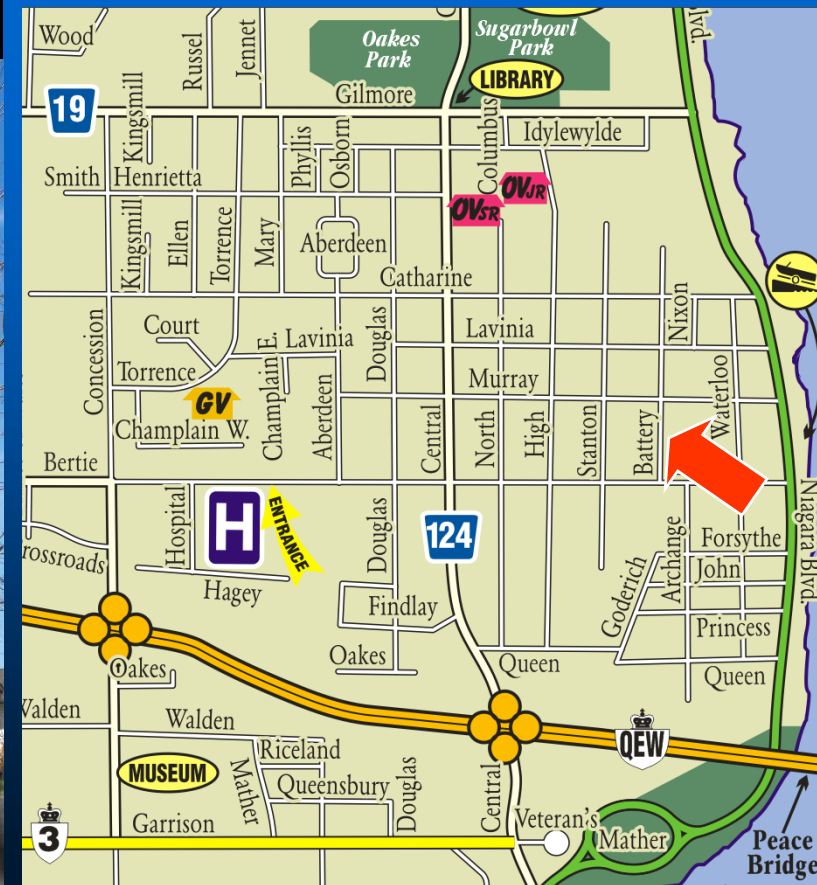 Wood
Russel
Jennet
Oakes
Park
Sugarbowl
Park
LIBRARY
Gilmore
19
Kingsmill
Phyllis
Osborn
Columbus
Idylewylde
Smith
Henrietta
OVJR
OVSR
Kingsmill
Ellen
Torrence
Mary
Aberdeen
Catharine
Nixon
Concession
Court
Champlain E.
Lavinia
Douglas
Lavinia
Torrence
Murray
GV
Champlain W.
Aberdeen
Central
North
High
Stanton
Battery
Waterloo
Bertie
Hospital
H
ENTRANCE
Douglas
124
Niagara Blvd.
Forsythe
Archange
John
Goderich
Hagey
Findlay
Princess
Oakes
Queen
Queen
Oakes
Walden
QEW
Riceland
MUSEUM
Mather
Queensbury
Douglas
Central
3
Garrison
Veteran's
Mather
Peace
Bridge